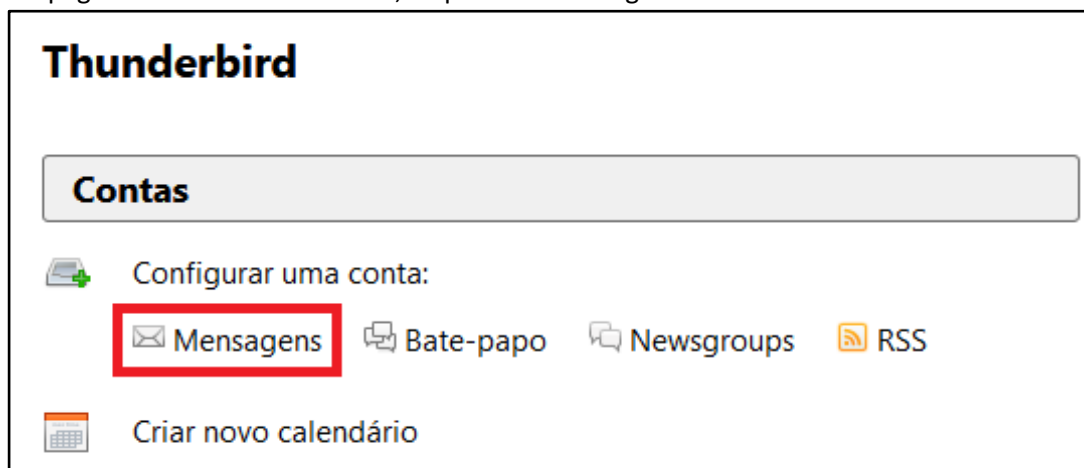 Thunderbird
Contas
Configurar uma conta:
Mensagens Bate-papo Newsgroups RSS
Criar novo calendário